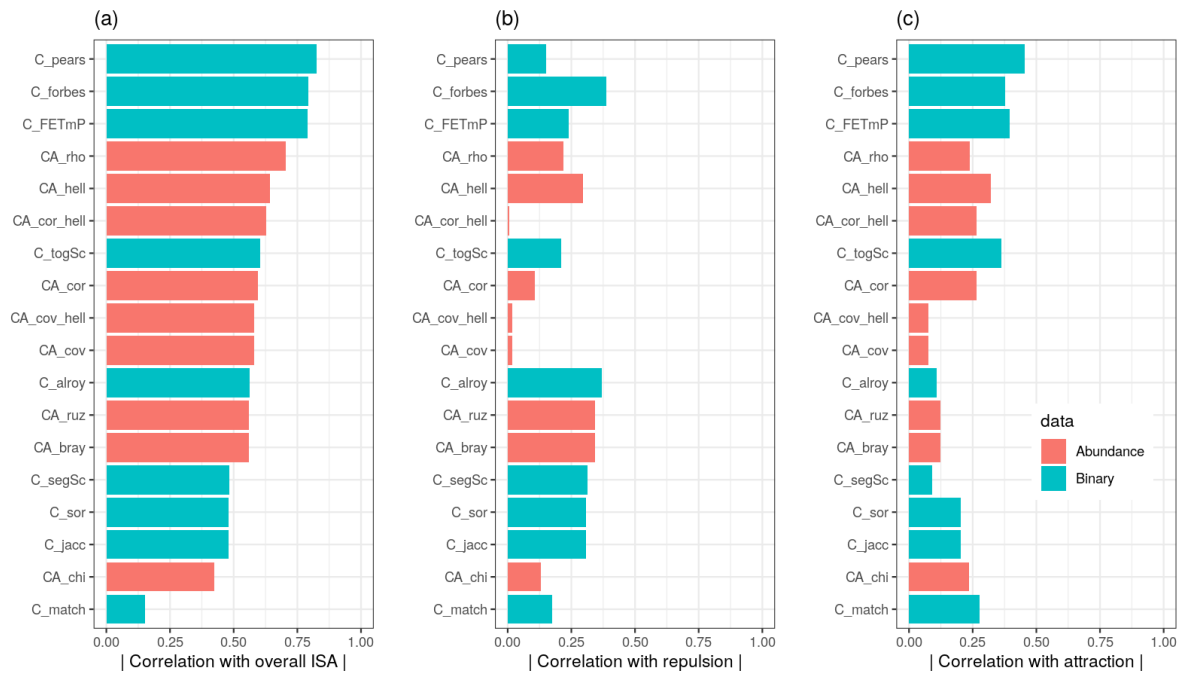 (a)
C_pears
C_forbes
C_FETmP
CA_rho
CA_hell
CA_cor_hell
C_togSc
CA_cor
CA_cov_hell
CA_cov
C_alroy
CA_ruz
CA_bray
C_segSc
C_sor
C_jacc
CA_chi
C_match
0.00 0.25 0.50 0.75 1.00
| Correlation with overall ISA |
(b)
C_pears
C_forbes
C_FETmP
CA_rho
CA_hell
CA_cor_hell
C_togSc
CA_cor
CA_cov_hell
CA_cov
C_alroy
CA_ruz
CA_bray
C_segSc
C_sor
C_jacc
CA_chi
C_match
0.00 0.25 0.50 0.75 1.00
| Correlation with repulsion |
(c)
C_pears
C_forbes
C_FETmP
CA_rho
CA_hell
CA_cor_hell
C_togSc
CA_cor
CA_cov_hell
CA_cov
C_alroy
CA_ruz
CA_bray
C_segSc
C_sor
C_jacc
CA_chi
C_match
0.00 0.25 0.50 0.75 1.00
| Correlation with attraction |
data
Abundance
Binary